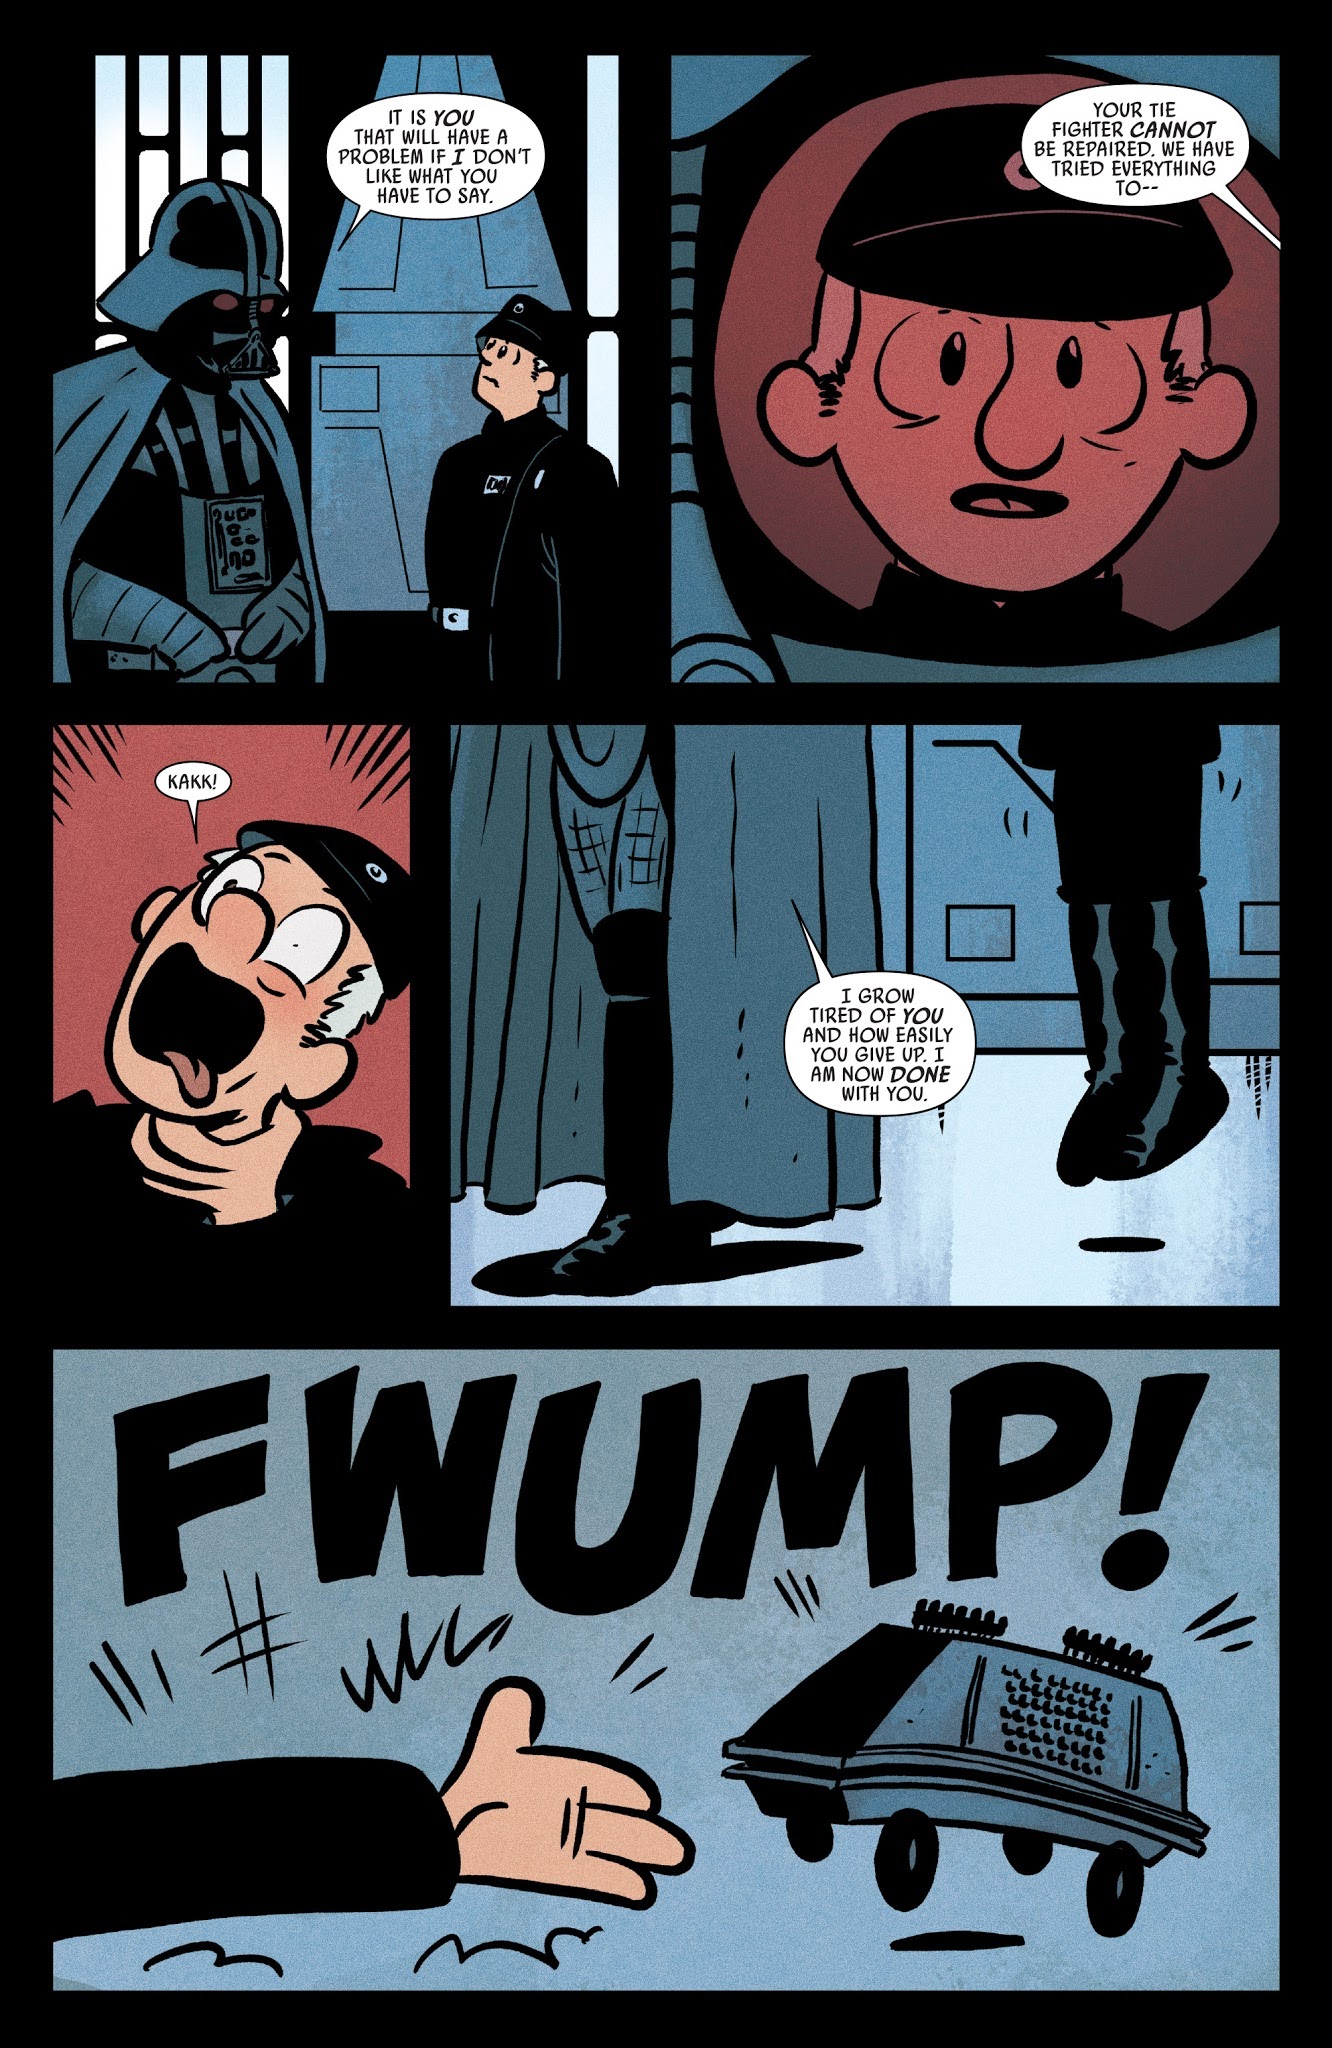 IT IS YOU
THAT WILL HAVE A
PROBLEM IF I DON'T
LIKE WHAT YOU
HAVE TO SAY.
YOUR TIE
FIGHTER CANNOT
BE REPAIRED. WE HAVE
TRIED EVERYTHING
TO--
KAKK!
I GROW
TIRED OF YOU
AND HOW EASILY
YOU GIVE UP. I
AM NOW DONE
WITH YOU.
FWUMP!